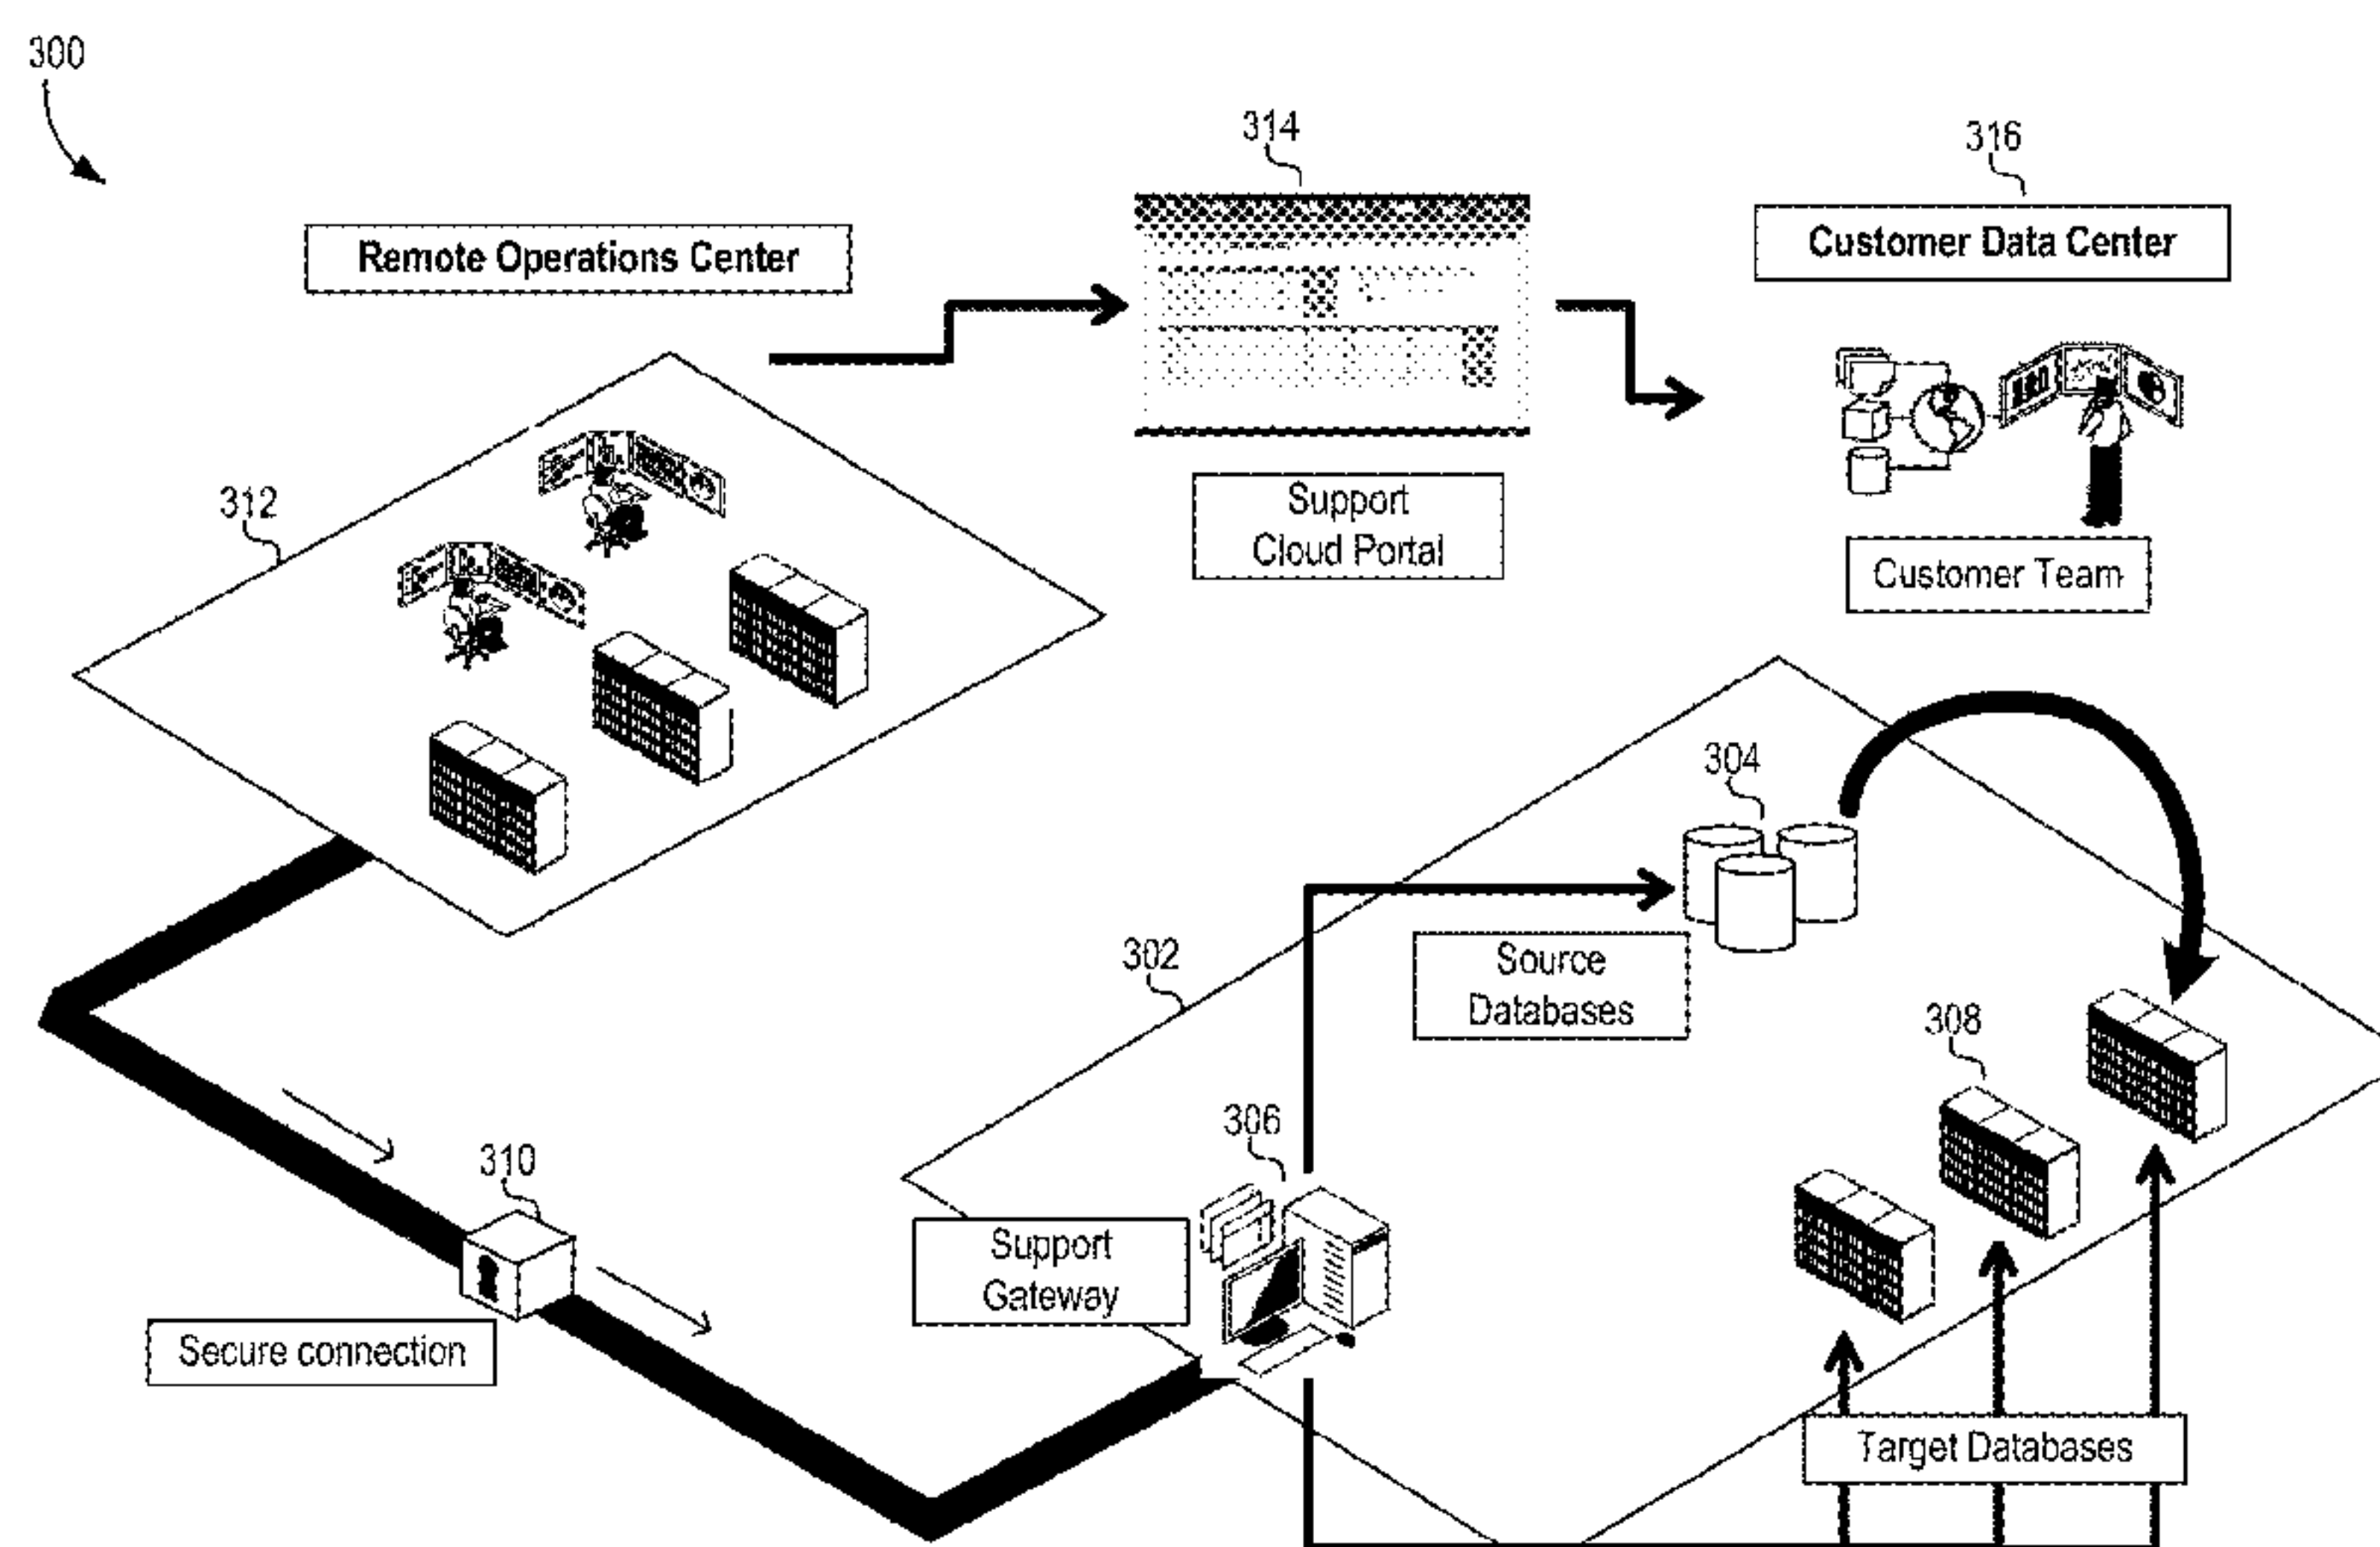 300
314
316
Remote Operations Center
Customer Data Center
312
Support
Cloud Portal
Customer Team
304
302
Source
Databases
308
306
310
Support
Gateway
Secure connection
Target Databases